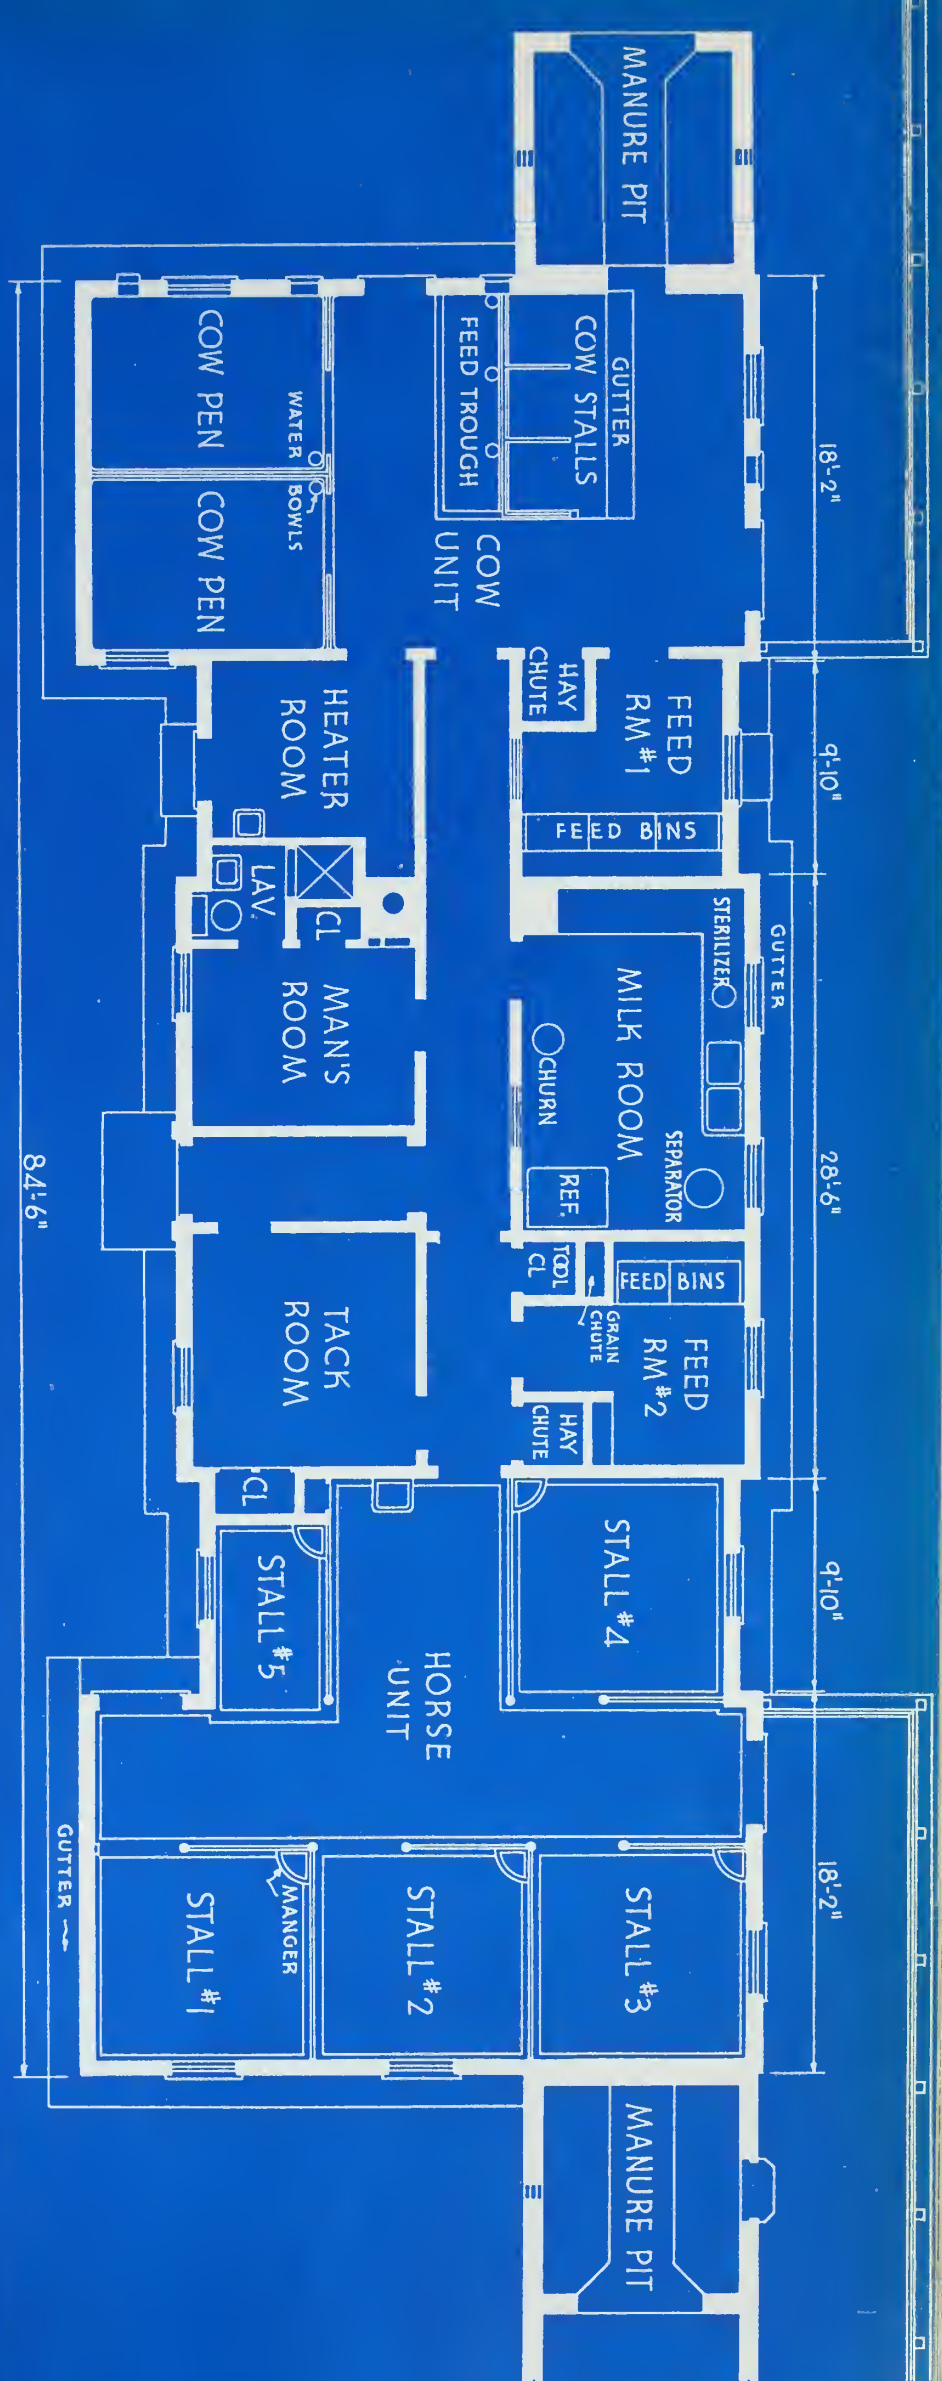 MANURE PIT
18'-2"
9'-10"
28'-6"
9'-10"
18'-2"
GUTTER
COW STALLS
FEED TROUGH
COW
UNIT
WATER
BOWLS
COW PEN
COW PEN
FEED
RM #1
HAY
CHUTE
FEED BINS
HEATER
ROOM
LAV
CL
MAN'S
ROOM
GUTTER
STERILIZER
MILK ROOM
CHURN
SEPARATOR
REF.
TOOL
CL
FEED BINS
GRAIN
CHUTE
FEED
RM #2
HAY
CHUTE
TACK
ROOM
CL
STALL #4
STALL #5
HORSE
UNIT
STALL #3
STALL #2
MANGER
STALL #1
GUTTER
MANURE PIT
84'-6"